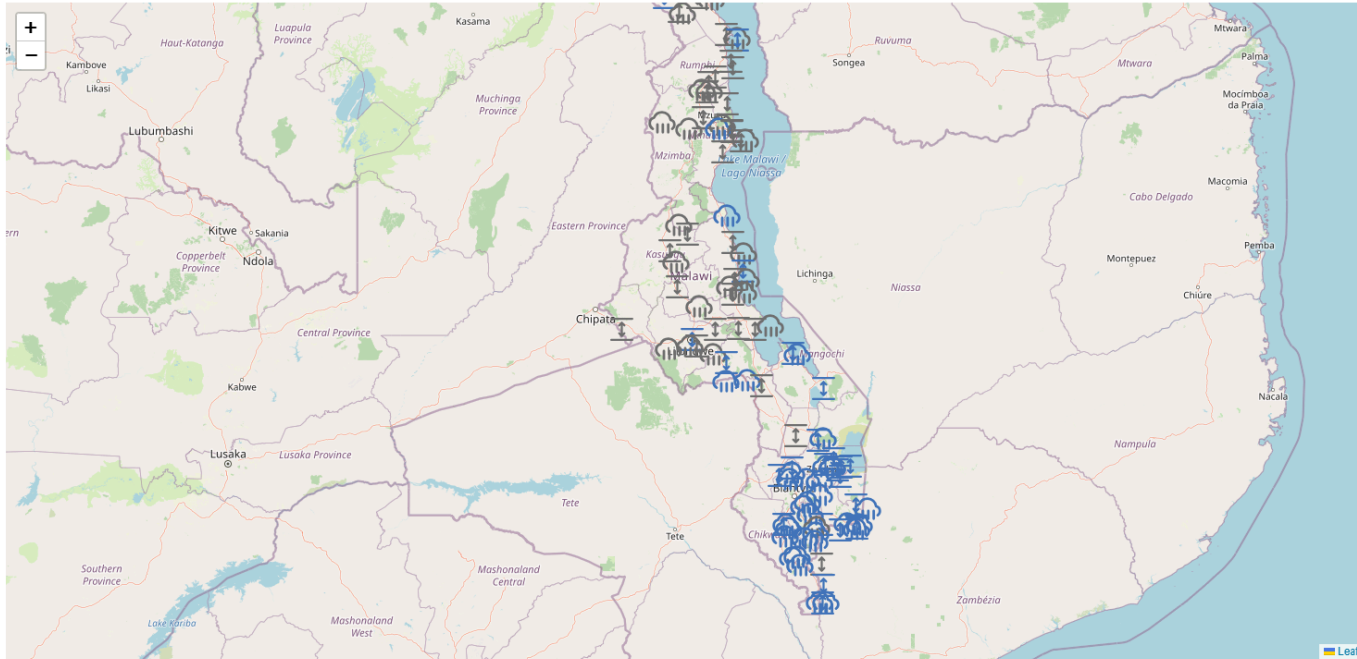 +
−
Kasama
Luapula
Province
Haut-Katanga
Kambove
Likasi
Muchinga
Province
Rumphi
Ruvuma
Songea
Mtwara
Mtwara
Palma
Mocímboa
da Praia
Lubumbashi
Mzimba
Lake Malawi /
Lago Niassa
Macomia
Cabo Delgado
Kitwe
Sakania
Copperbelt
Province
Ndola
Eastern Province
Malawi
Lichinga
Niassa
Montepuez
Pemba
Chiúre
Chipata
Central Province
Mangochi
Kabwe
Nacala
Lusaka
Lusaka Province
Nampula
Tete
Tete
Southern
Province
Mashonaland
Central
Zambézia
Lake Kariba
Mashonaland
West